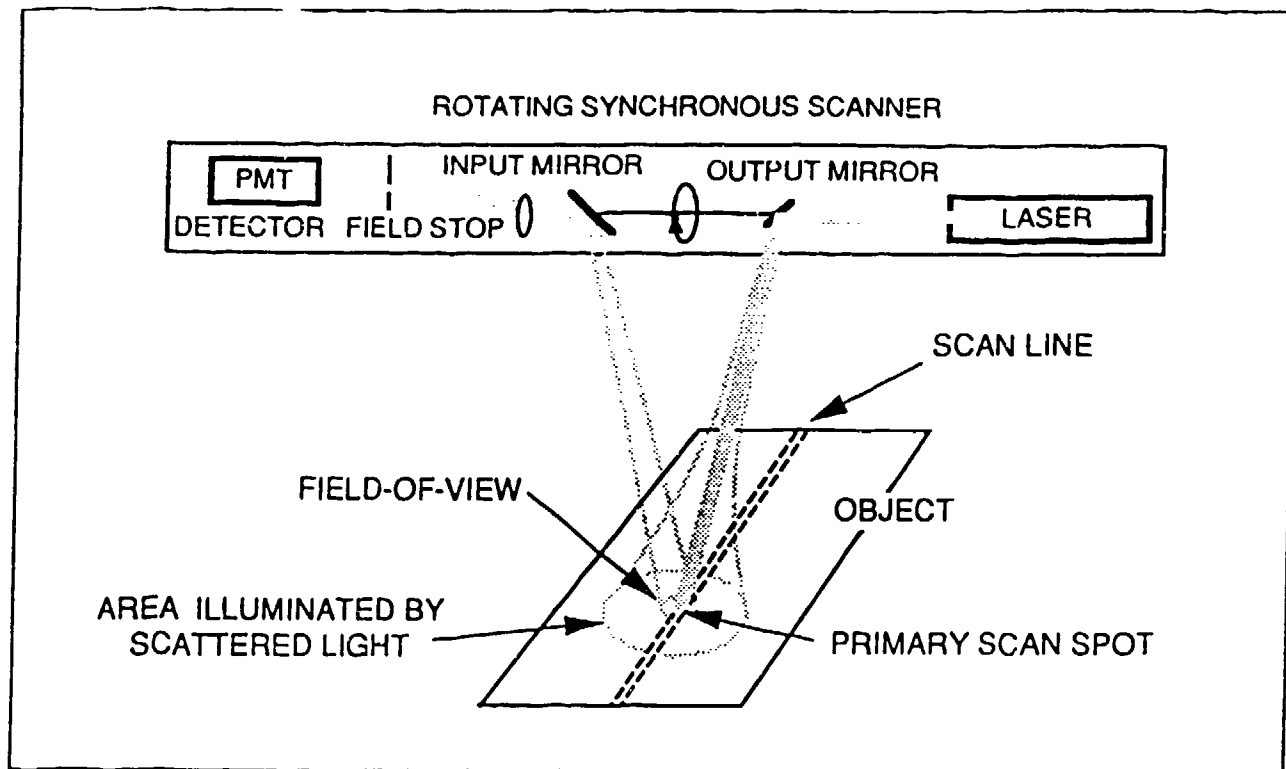 ROTATING SYNCHRONOUS SCANNER
INPUT MIRROR
OUTPUT MIRROR
PMT
DETECTOR
FIELD STOP
LASER
SCAN LINE
FIELD-OF-VIEW
OBJECT
AREA ILLUMINATED BY
SCATTERED LIGHT
PRIMARY SCAN SPOT